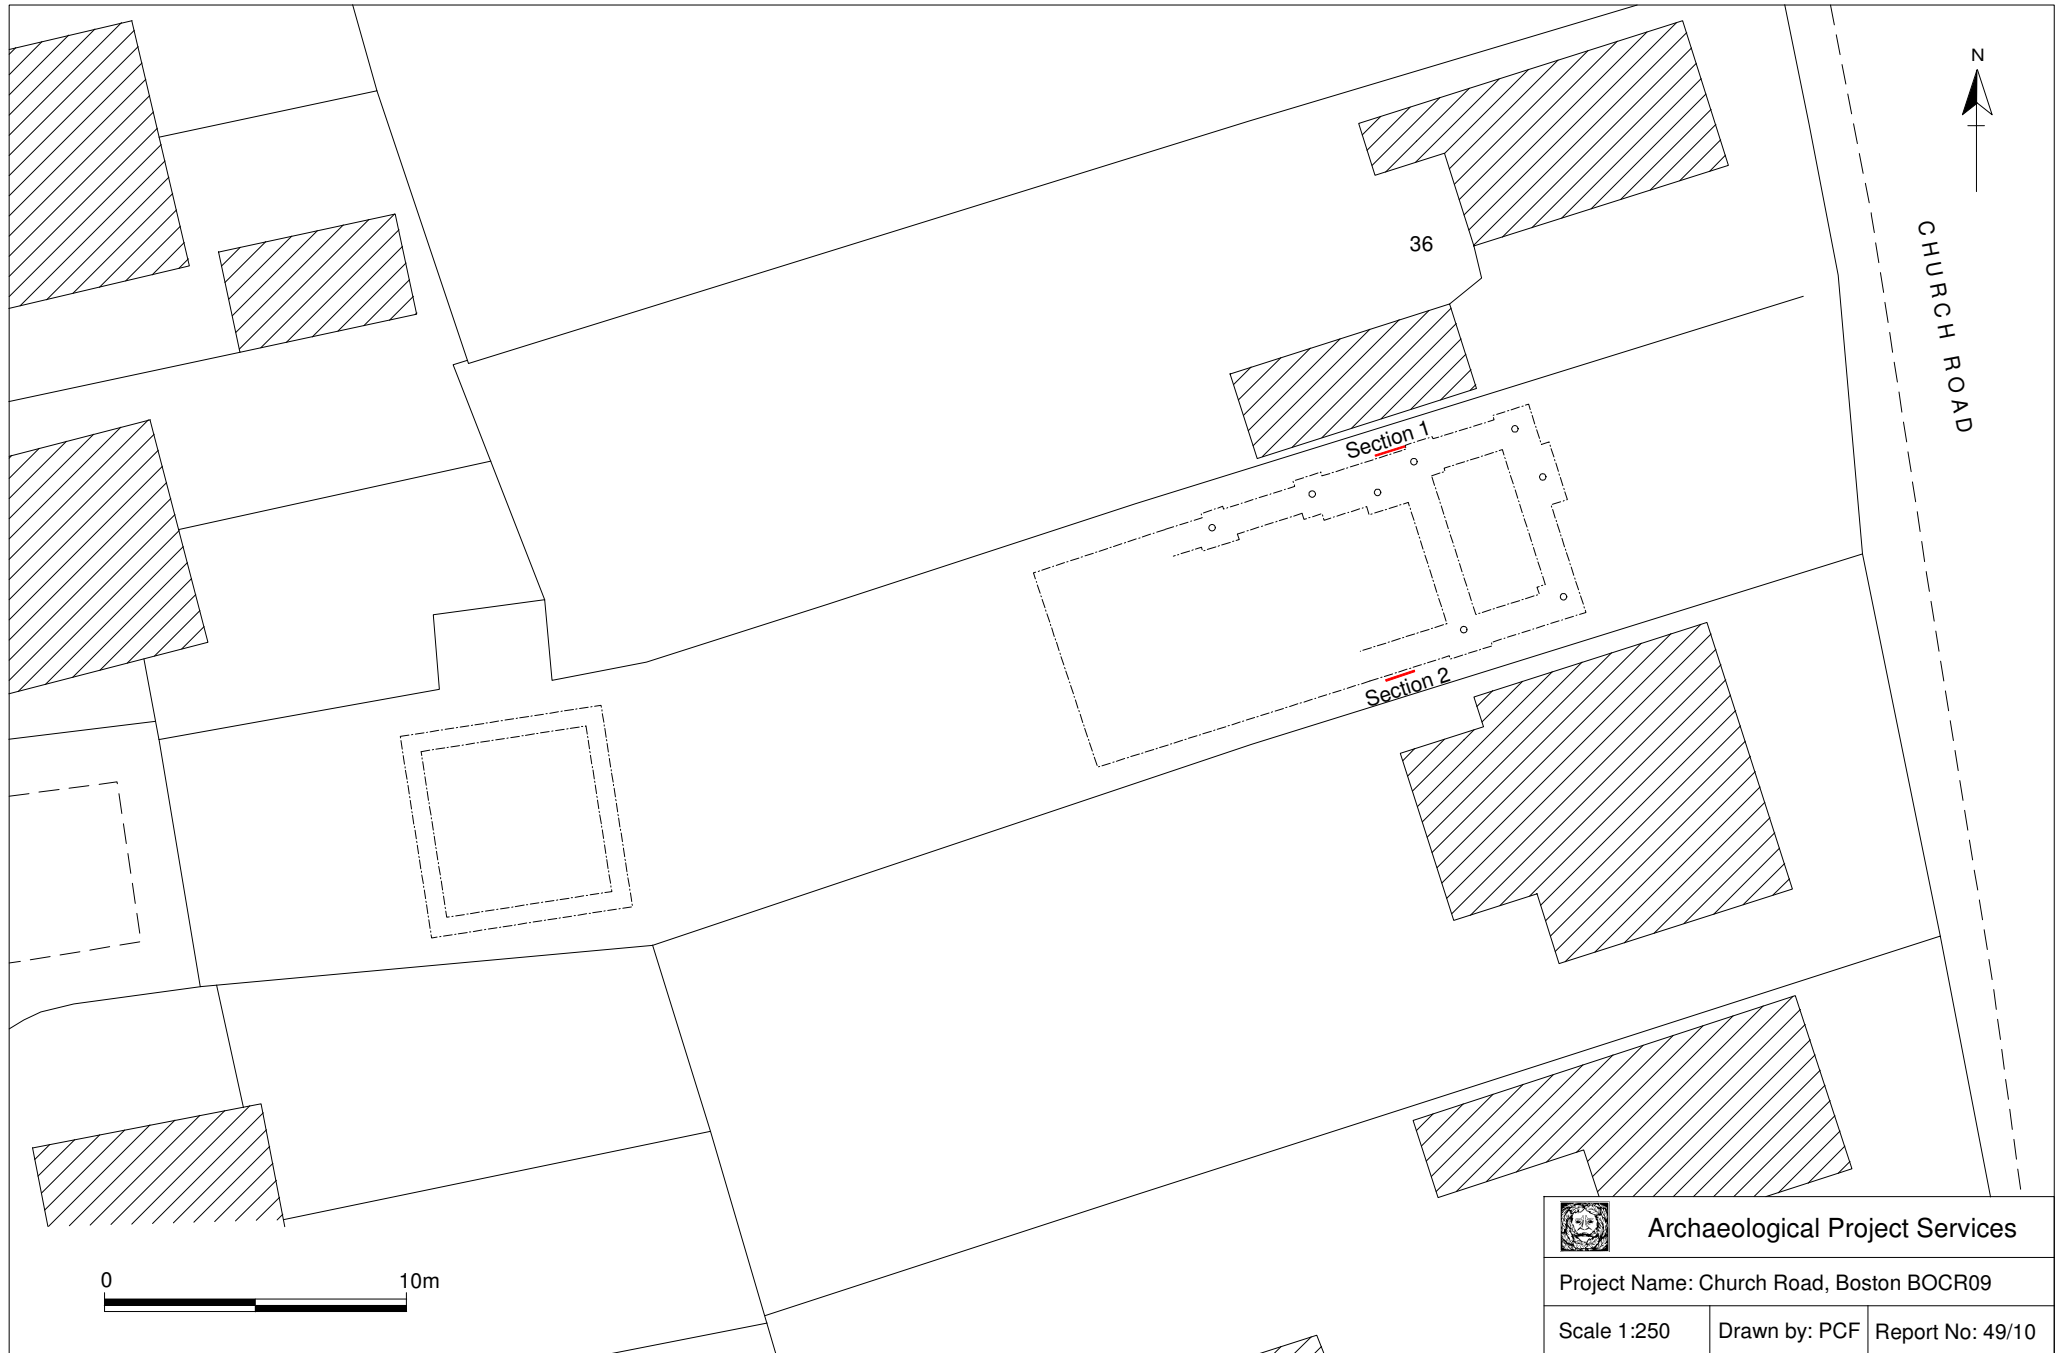 N
CHURCH ROAD
36
Section 1
Section 2
0 10m
Archaeological Project Services
Project Name: Church Road, Boston BOCR09
Scale 1:250
Drawn by: PCF
Report No: 49/10